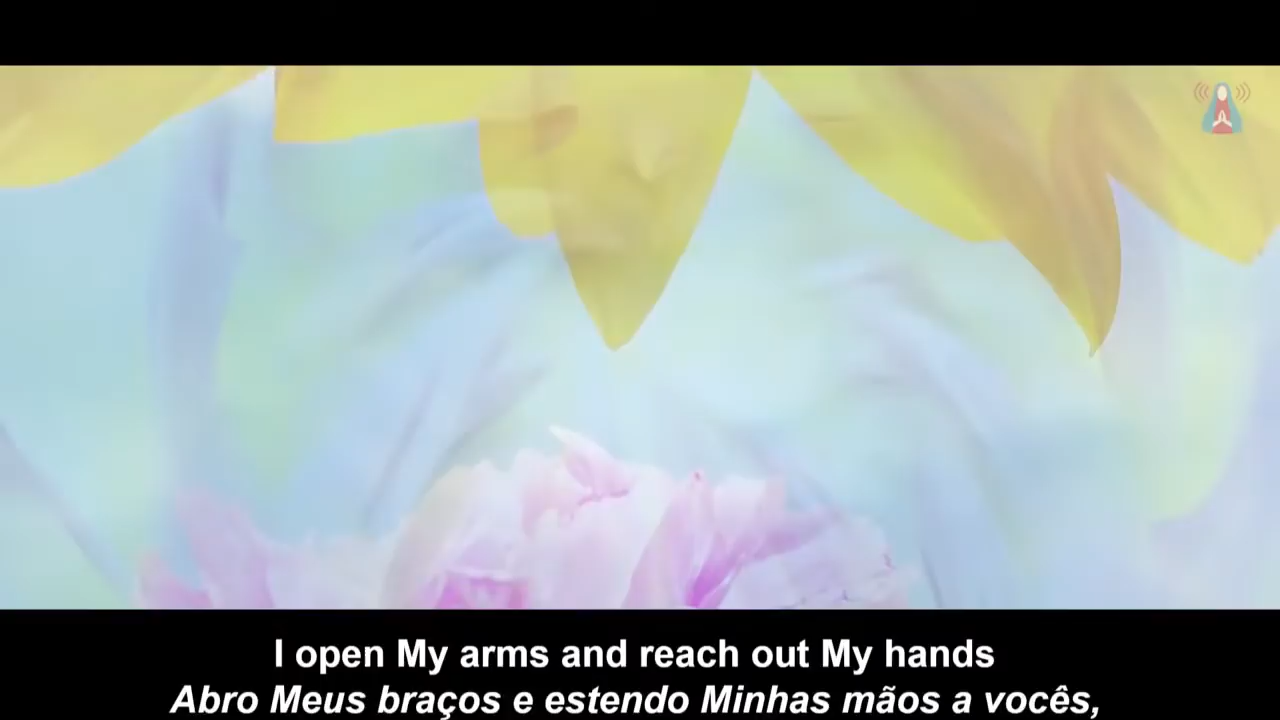 I open My arms and reach out My hands
Abro Meus braços e estendo Minhas mãos a vocês,